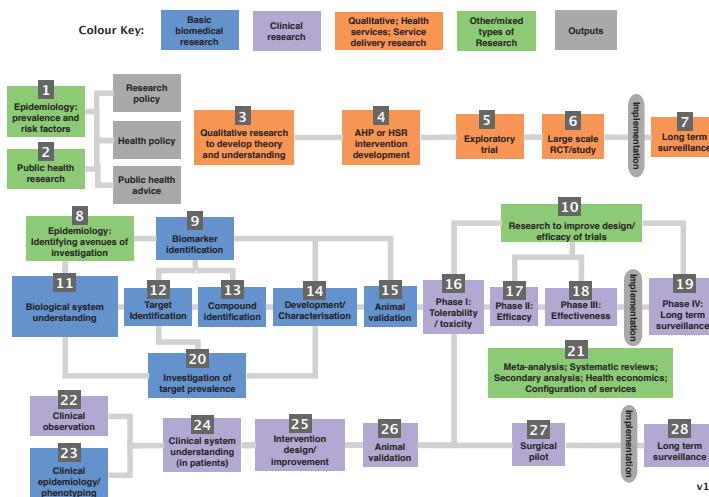 Colour Key:
Basic
biomedical
research
Clinical
research
Qualitative; Health
services; Service
delivery research
Other/mixed
types of
Research
Outputs
1
Epidemiology:
prevalence and
risk factors
2
Public health
research
Research
policy
Health policy
Public health
advice
3
Qualitative research
to develop theory
and understanding
4
AHP or HSR
intervention
development
5
Exploratory
trial
6
Large scale
RCT/study
Implementation
7
Long term
surveillance
8
Epidemiology:
Identifying avenues of
investigation
9
Biomarker
identification
10
Research to improve design/
efficacy of trials
11
Biological system
understanding
12
Target
Identification
13
Compound
identification
14
Development/
Characterisation
15
Animal
validation
16
Phase I:
Tolerability
/ toxicity
17
Phase II:
Efficacy
18
Phase III:
Effectiveness
Implementation
19
Phase IV:
Long term
surveillance
20
Investigation of
target prevalence
21
Meta-analysis; Systematic reviews;
Secondary analysis; Health economics;
Configuration of services
22
Clinical
observation
23
Clinical
epidemiology/
phenotyping
24
Clinical system
understanding
(in patients)
25
Intervention
design/
improvement
26
Animal
validation
27
Surgical
pilot
Implementation
28
Long term
surveillance
v1